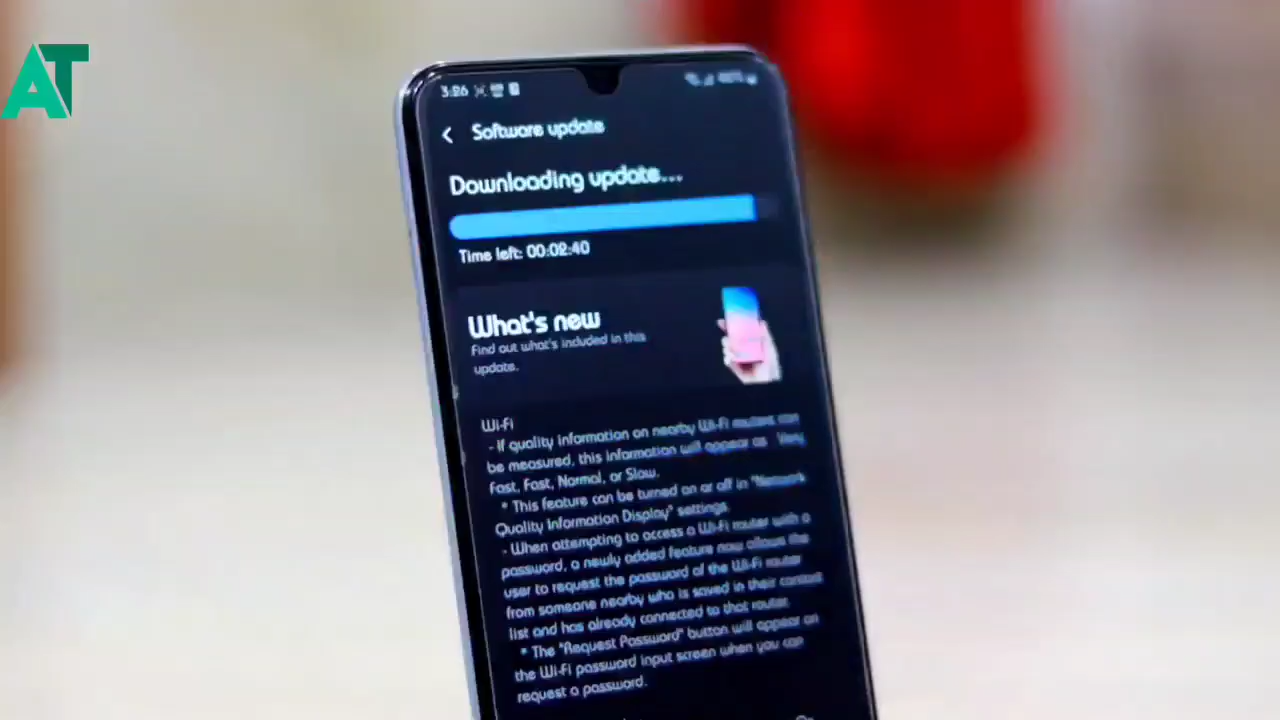 AT
3:26
Software update
Downloading update...
Time left: 00:02:40
What's new
Find out what's included in this
update.
Wi-Fi
- If quality information on nearby Wi-Fi routers can
be measured, this information will appear as Very
Fast, Fast, Normal, or Slow.
* This feature can be turned on or off in "Network
Quality Information Display" settings.
- When attempting to access a Wi-Fi router with a
password, a newly added feature now allows the
user to request the password of the Wi-Fi router
from someone nearby who is saved in their contact
list and has already connected to that router.
* The "Request Password" button will appear on
the Wi-Fi password input screen when you can
request a password.